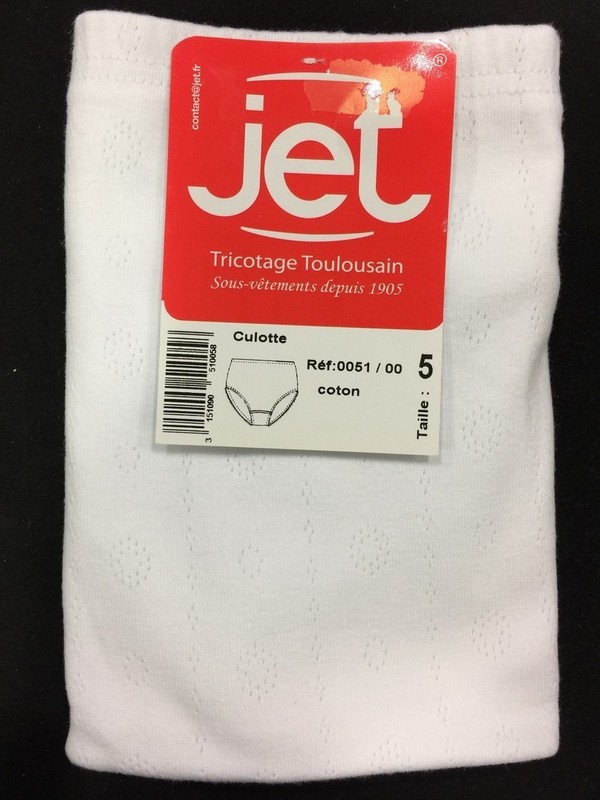 contact@jet.fr
®
jet
Tricotage Toulousain
Sous-vêtements depuis 1905
Culotte
Réf:0051 / 00
coton
Taille : 5
3 151090 510058